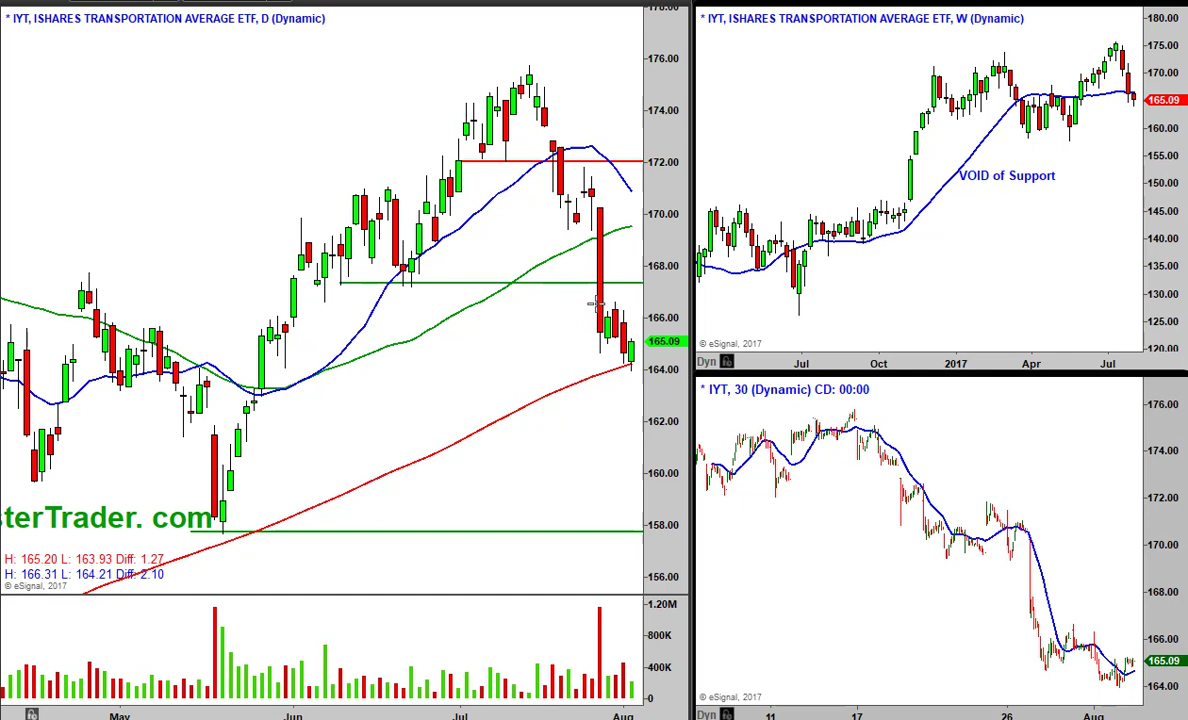 * IYT, ISHARES TRANSPORTATION AVERAGE ETF, D (Dynamic)
178.00
176.00
174.00
172.00
170.00
168.00
166.00
165.09
164.00
162.00
160.00
158.00
156.00
sterTrader. com
H: 165.20 L: 163.93 Diff: 1.27
H: 166.31 L: 164.21 Diff: 2.10
© eSignal, 2017
1.20M
800K
400K
0
May Jun Jul Aug
* IYT, ISHARES TRANSPORTATION AVERAGE ETF, W (Dynamic)
180.00
175.00
170.00
165.09
160.00
155.00
150.00
145.00
140.00
135.00
130.00
125.00
120.00
VOID of Support
© eSignal, 2017
Dyn Jul Oct 2017 Apr Jul
* IYT, 30 (Dynamic) CD: 00:00
176.00
174.00
172.00
170.00
168.00
166.00
165.09
164.00
© eSignal, 2017
Dyn 11 17 26 Aug